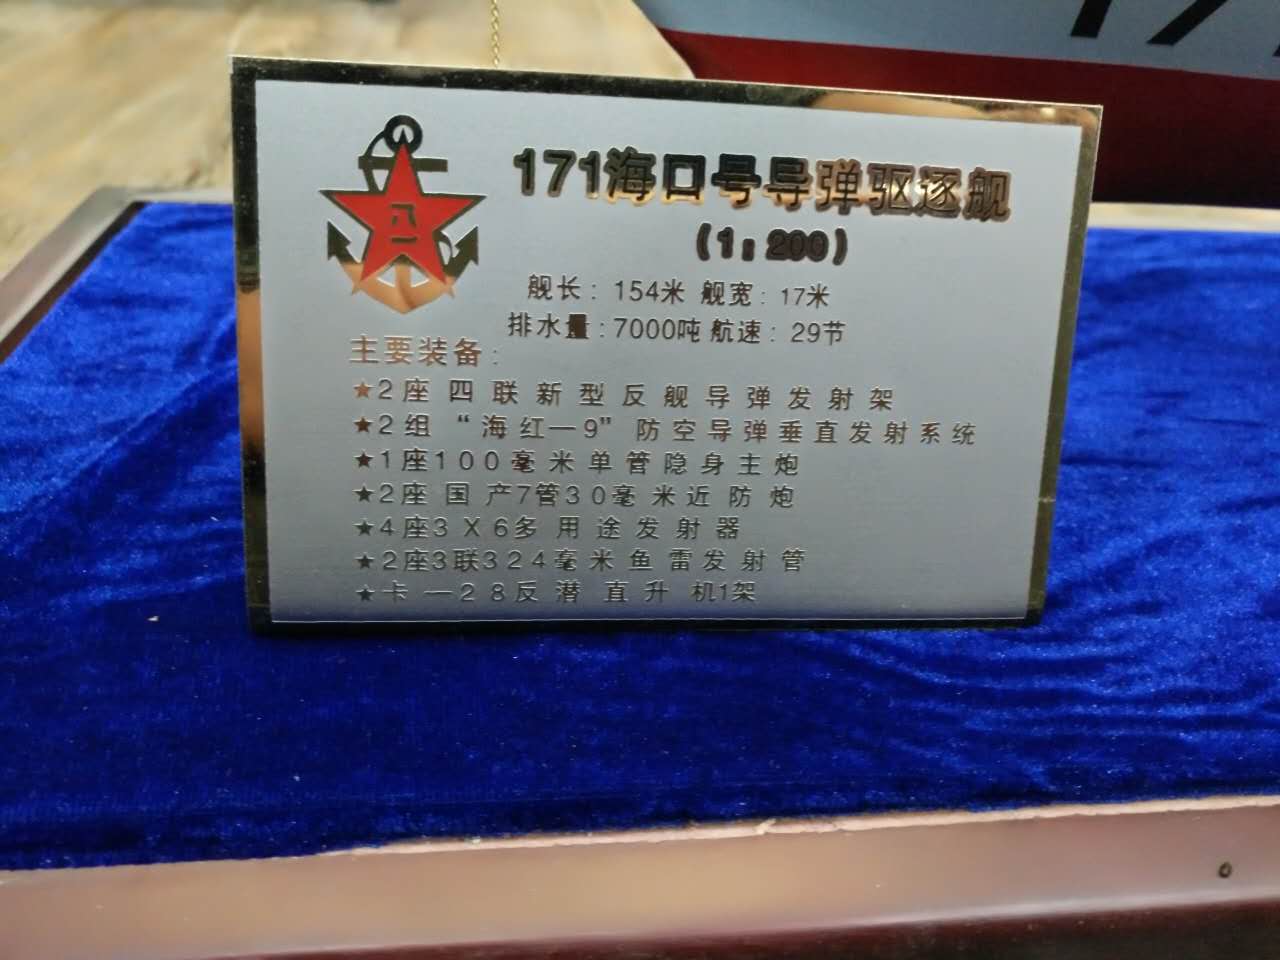 171
八一
171海口号导弹驱逐舰
(1:200)
舰长: 154米 舰宽: 17米
排水量: 7000吨 航速: 29节
主要装备:
★2座四联新型反舰导弹发射架
★2组“海红—9”防空导弹垂直发射系统
★1座100毫米单管隐身主炮
★2座国产7管30毫米近防炮
★4座3X6多用途发射器
★2座3联324毫米鱼雷发射管
★卡—28反潜直升机1架